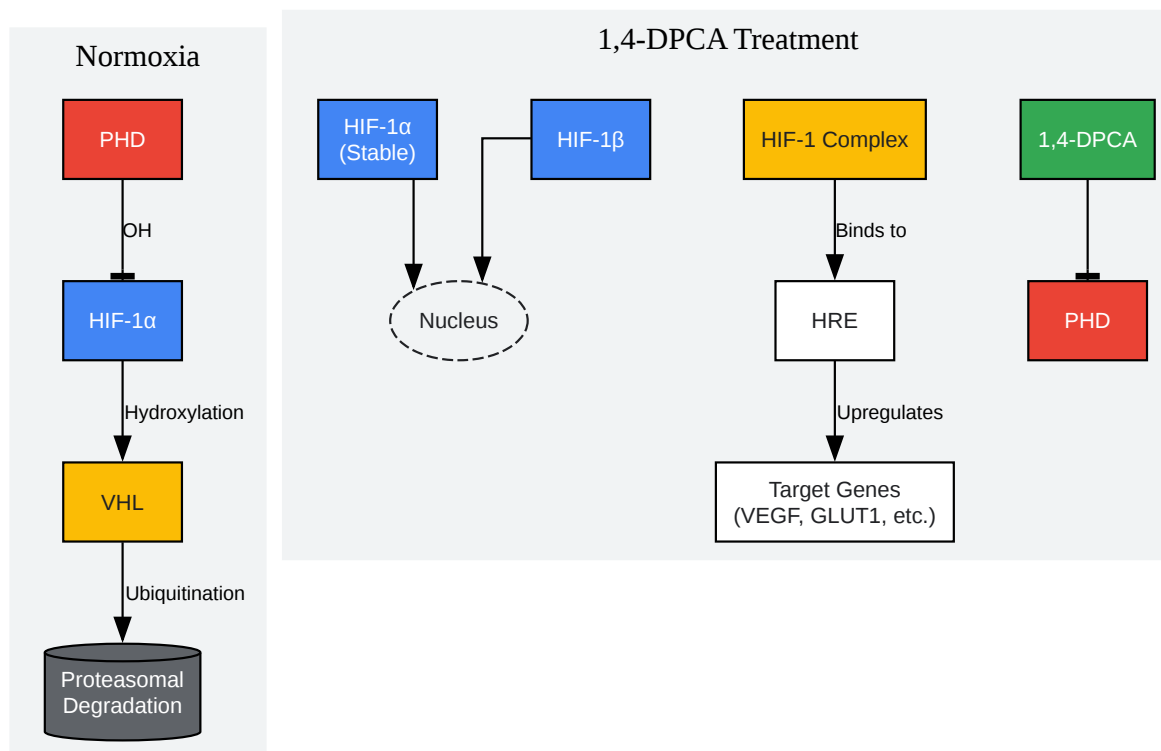 Normoxia
PHD
OH
HIF-1α
Hydroxylation
VHL
Ubiquitination
Proteasomal
Degradation
1,4-DPCA Treatment
HIF-1α
(Stable)
HIF-1β
Nucleus
HIF-1 Complex
Binds to
HRE
Upregulates
Target Genes
(VEGF, GLUT1, etc.)
1,4-DPCA
PHD